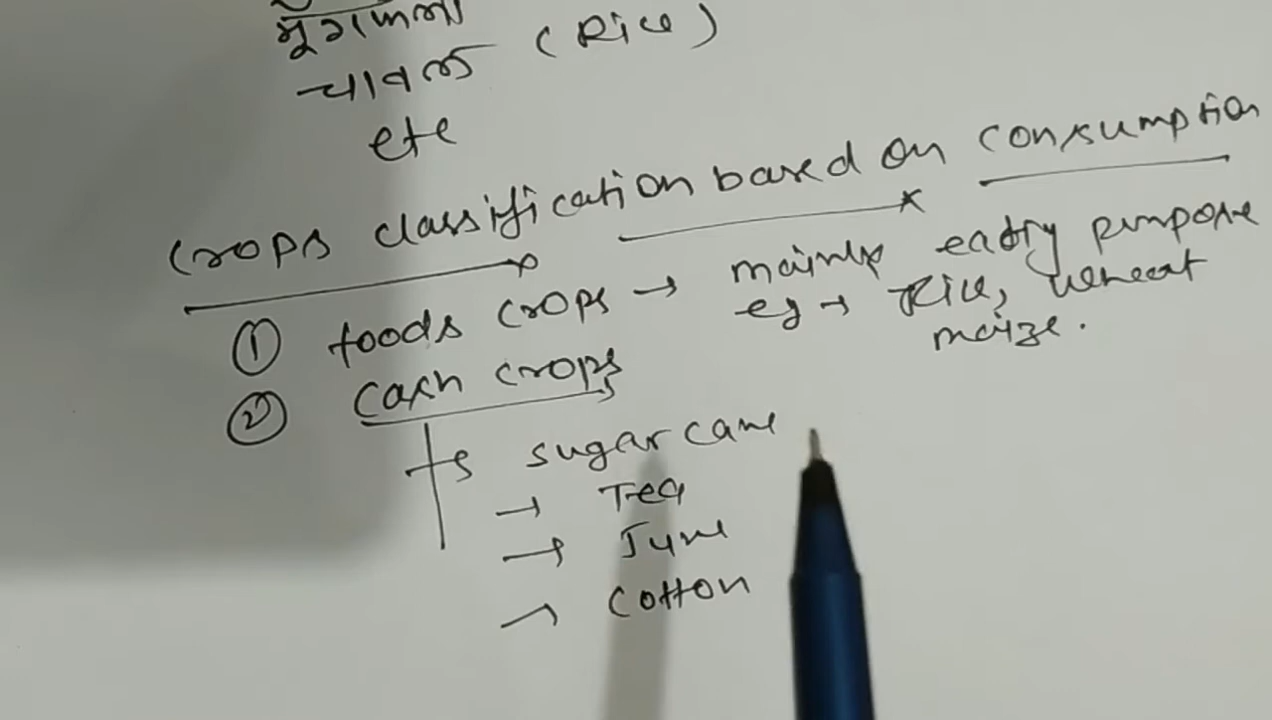 मूंगफली
चावल (Rice)
etc
Crops classification based on consumption
① foods crops → mainly eating purpose
eg → Rice, wheat
maize.
② Cash crops
→ sugarcane
→ Tea
→ Jute
→ Cotton